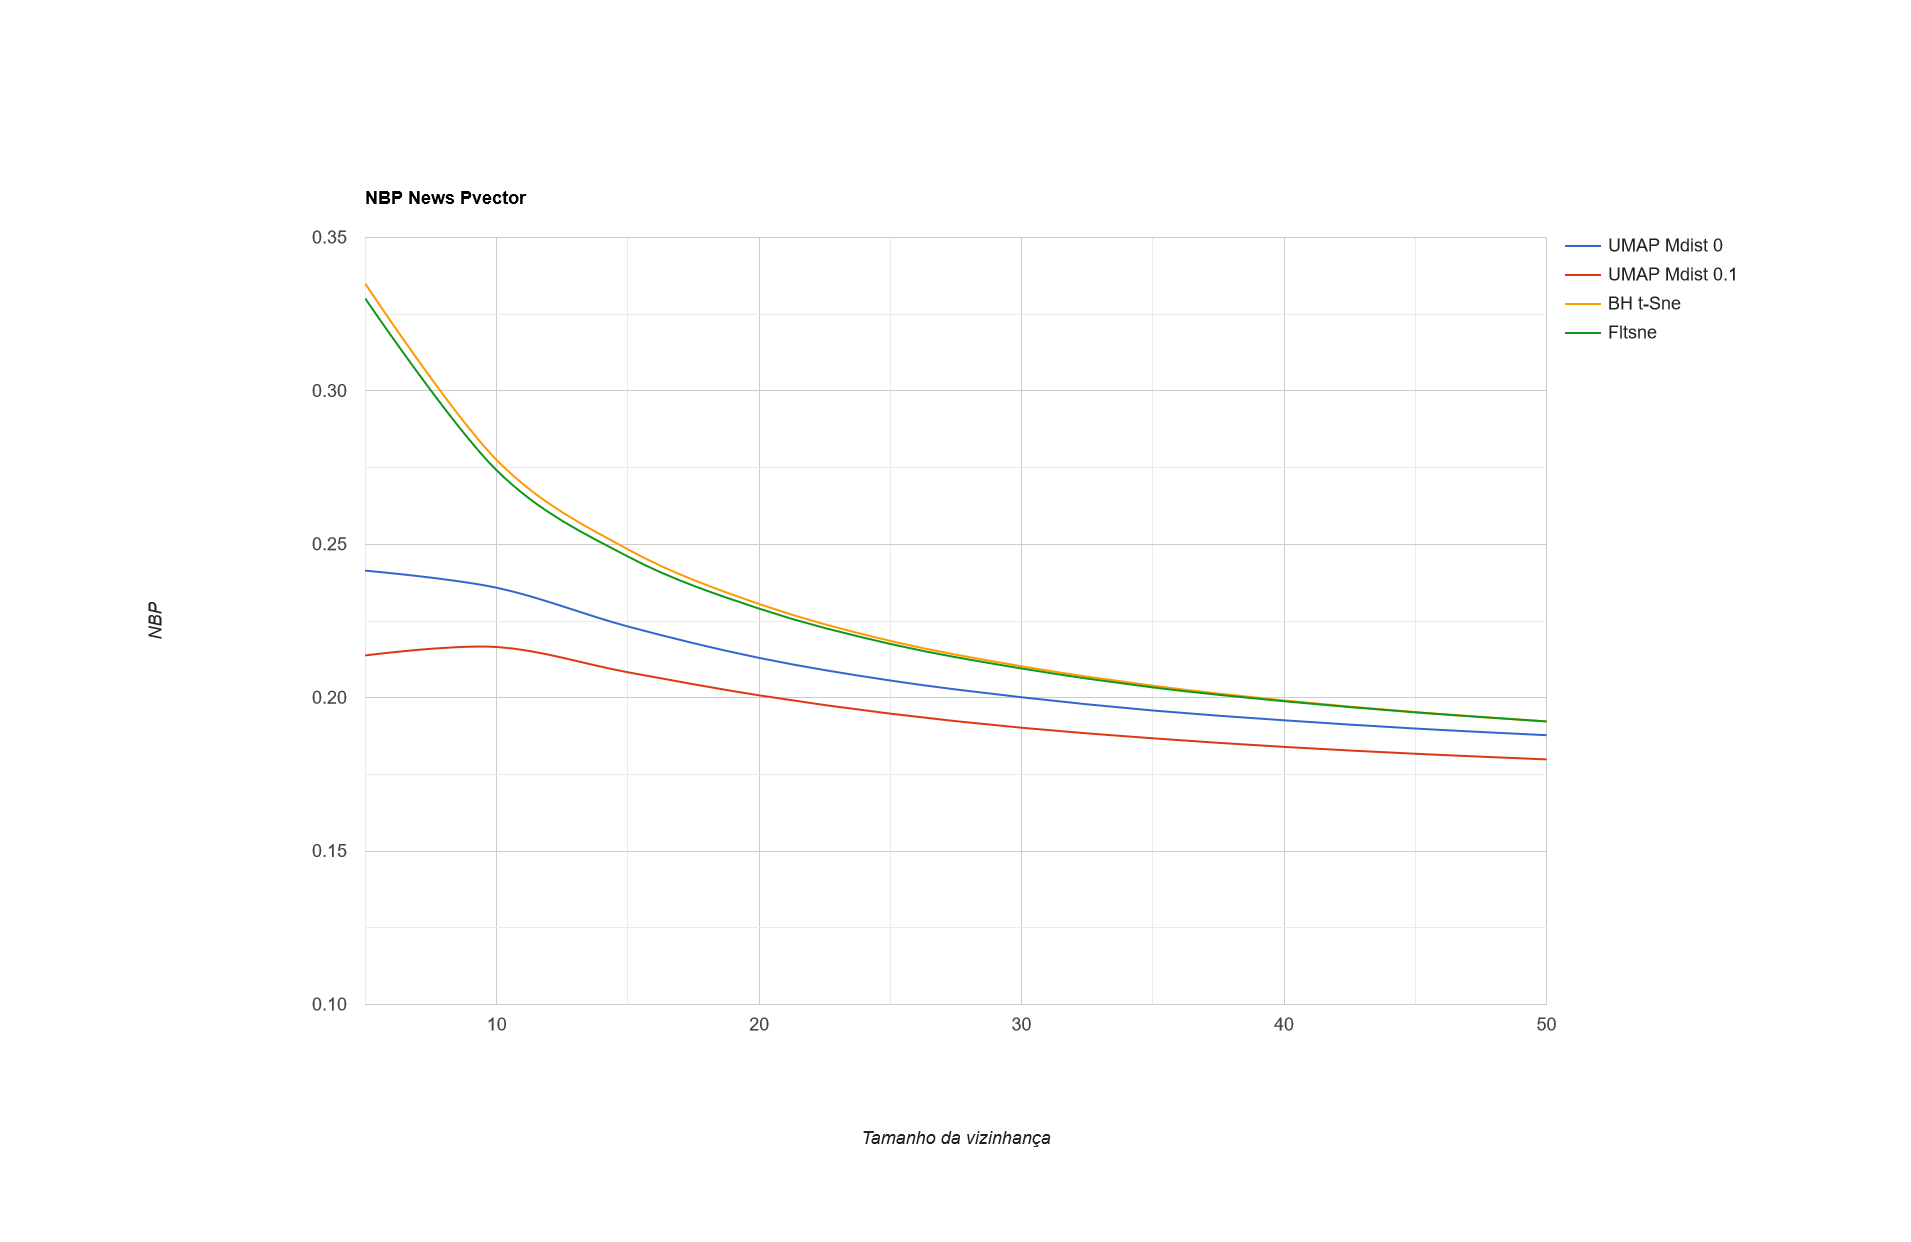 NBP News Pvector
0.35
0.30
0.25
0.20
0.15
0.10
NBP
10 20 30 40 50
Tamanho da vizinhança
UMAP Mdist 0
UMAP Mdist 0.1
BH t-Sne
FItsne